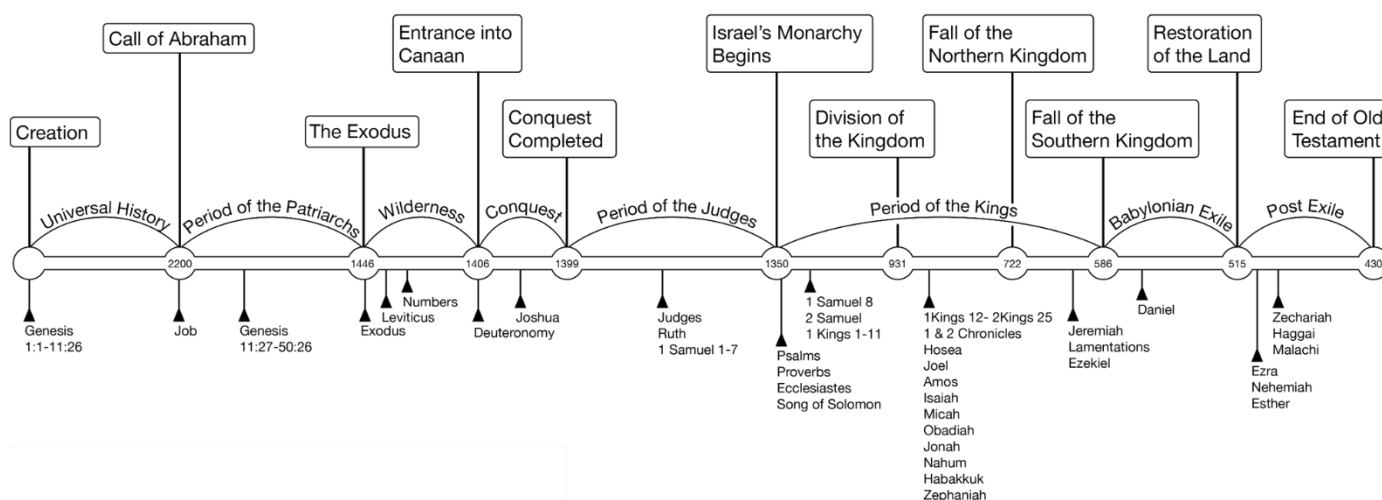 Creation
Call of Abraham
The Exodus
Entrance into
Canaan
Conquest
Completed
Israel's Monarchy
Begins
Division of
the Kingdom
Fall of the
Northern Kingdom
Fall of the
Southern Kingdom
Restoration
of the Land
End of Old
Testament
Universal History
Period of the Patriarchs
Wilderness
Conquest
Period of the Judges
Period of the Kings
Babylonian Exile
Post Exile
2200
1446
1406
1399
1350
931
722
586
515
430
Genesis
1:1-11:26
Job
Genesis
11:27-50:26
Exodus
Leviticus
Numbers
Deuteronomy
Joshua
Judges
Ruth
1 Samuel 1-7
Psalms
Proverbs
Ecclesiastes
Song of Solomon
1 Samuel 8
2 Samuel
1 Kings 1-11
1Kings 12- 2Kings 25
1 & 2 Chronicles
Hosea
Joel
Amos
Isaiah
Micah
Obadiah
Jonah
Nahum
Habakkuk
Zephaniah
Jeremiah
Lamentations
Ezekiel
Daniel
Ezra
Nehemiah
Esther
Zechariah
Haggai
Malachi